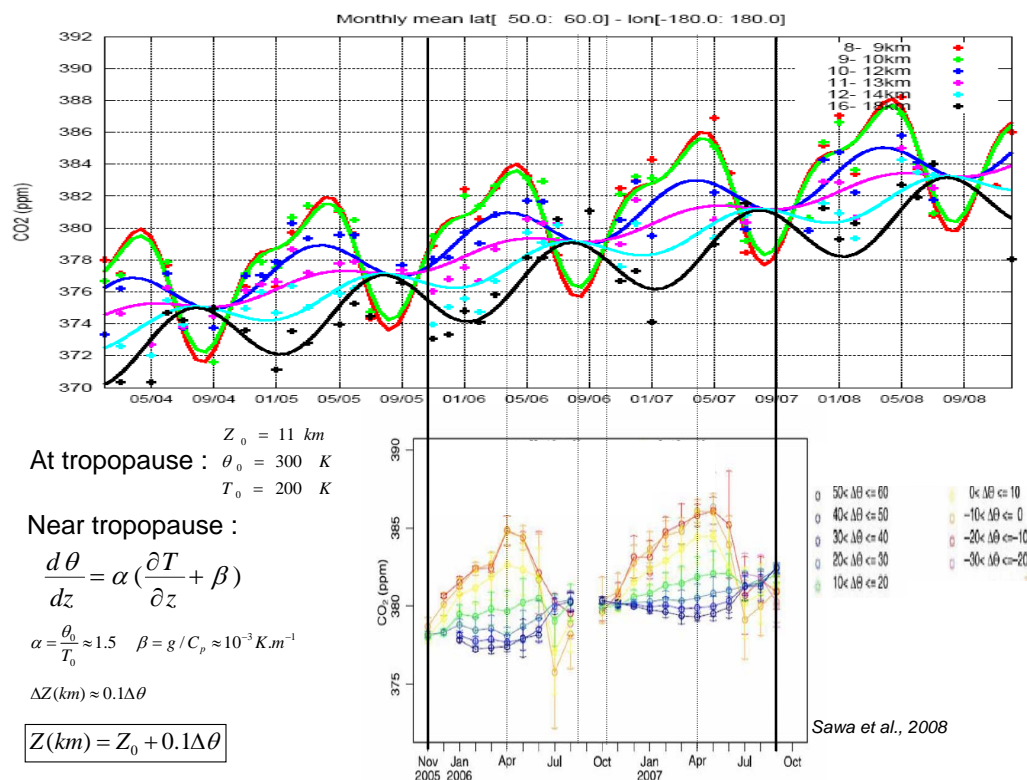 Monthly mean lat[ 50.0: 60.0] - lon[-180.0: 180.0]
392
390
388
386
384
382
380
378
376
374
372
370
CO2 (ppm)
8- 9km
9- 10km
10- 12km
11- 13km
12- 14km
16- 18km
05/04 09/04 01/05 05/05 09/05 01/06 05/06 09/06 01/07 05/07 09/07 01/08 05/08 09/08
At tropopause :
Z₀ = 11 km
θ₀ = 300 K
T₀ = 200 K
Near tropopause :
dθ/dz = α(∂T/∂z + β)
α = θ₀/T₀ ≈ 1.5 β = g / C_p ≈ 10⁻³ K.m⁻¹
ΔZ(km) ≈ 0.1Δθ
Z(km) = Z₀ + 0.1Δθ
390
385
380
375
CO₂ (ppm)
Nov Jan Apr Jul Oct Jan Apr Jul Oct
2005 2006 2007
50< Δθ <=60
40< Δθ <=50
30< Δθ <=40
20< Δθ <=30
10< Δθ <=20
0< Δθ <=10
-10< Δθ <=0
-20< Δθ <=-10
-30< Δθ <=-20
Sawa et al., 2008